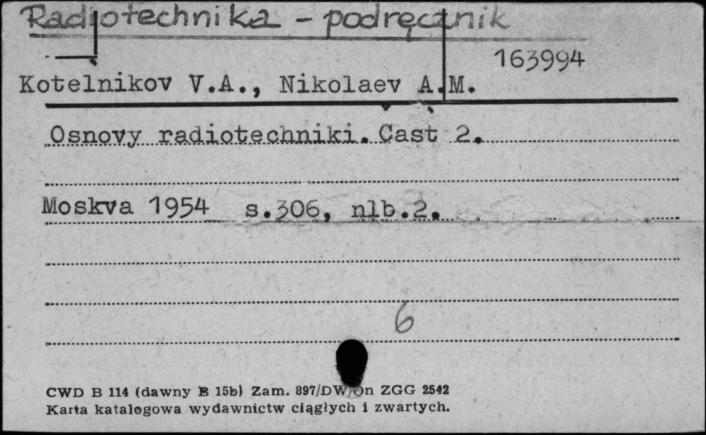 Radiotechnika - podręcznik
163994
Kotelnikov V.A., Nikolaev A.M.
Osnovy radiotechniki. Čast´ 2.
Moskva 1954 s.306, nlb.2.
6
CWD B 114 (dawny B 15b) Zam. 897/DW/On ZGG 2542
Karta katalogowa wydawnictw ciągłych i zwartych.